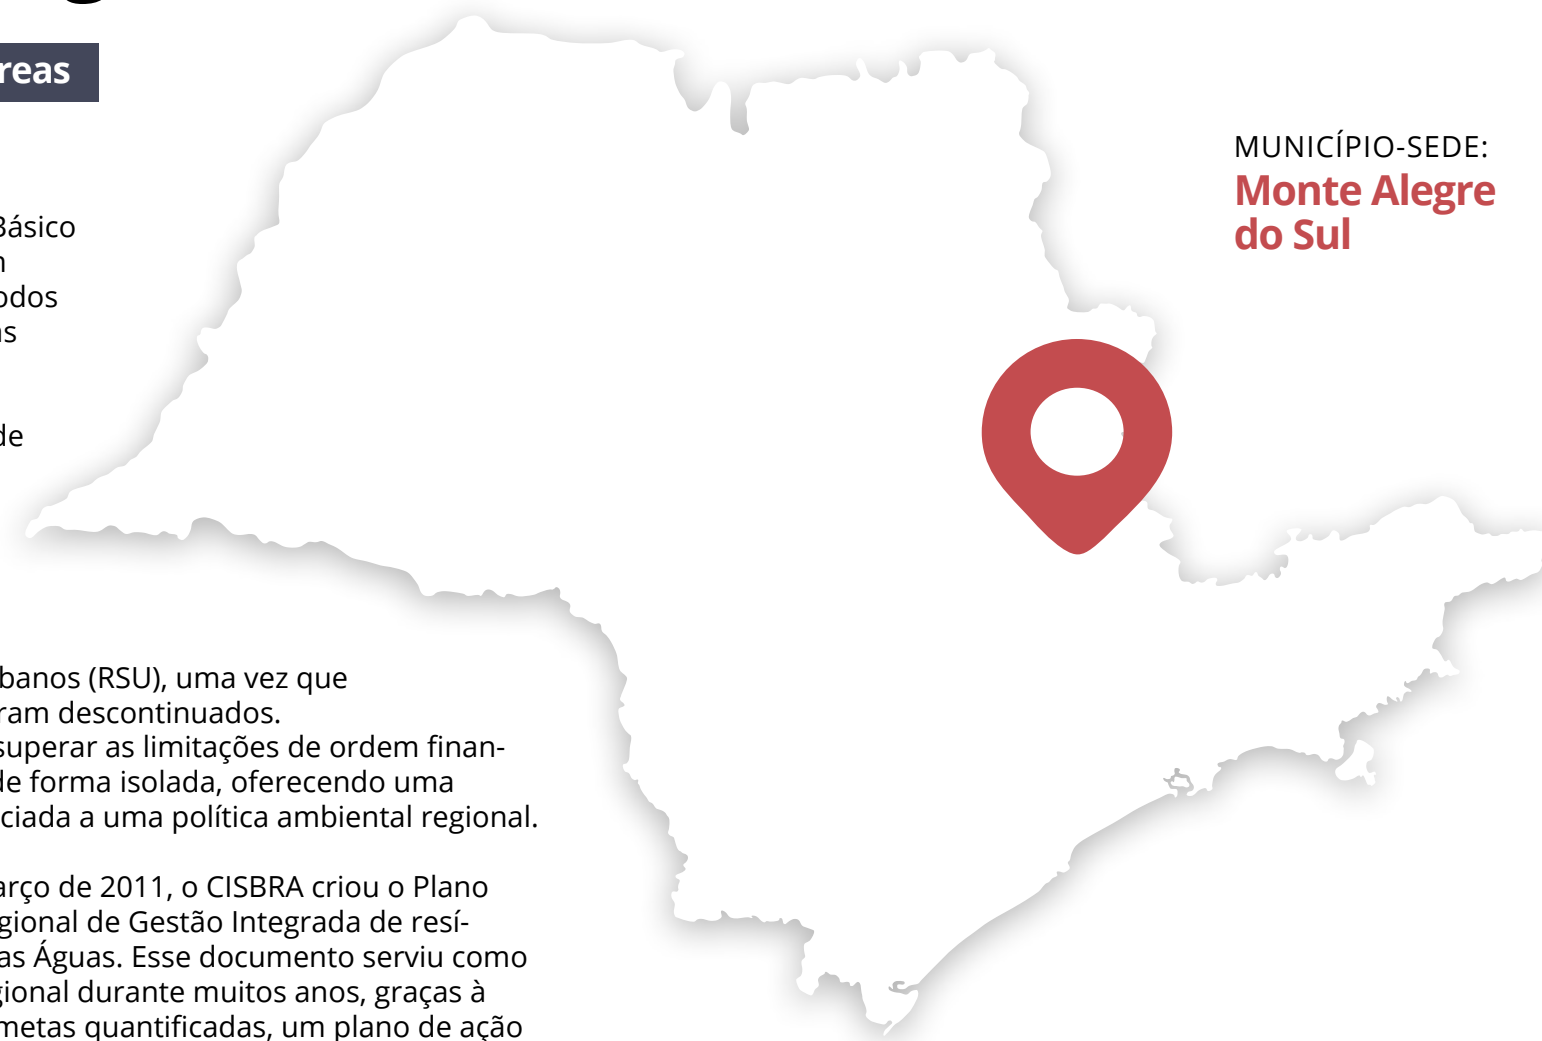 reas
Básico
n
odos
as
de
banos (RSU), uma vez que
ram descontinuados.
superar as limitações de ordem finan-
de forma isolada, oferecendo uma
ciada a uma política ambiental regional.
arço de 2011, o CISBRA criou o Plano
gional de Gestão Integrada de resí-
as Águas. Esse documento serviu como
gional durante muitos anos, graças à
metas quantificadas, um plano de ação
MUNICÍPIO-SEDE:
Monte Alegre
do Sul